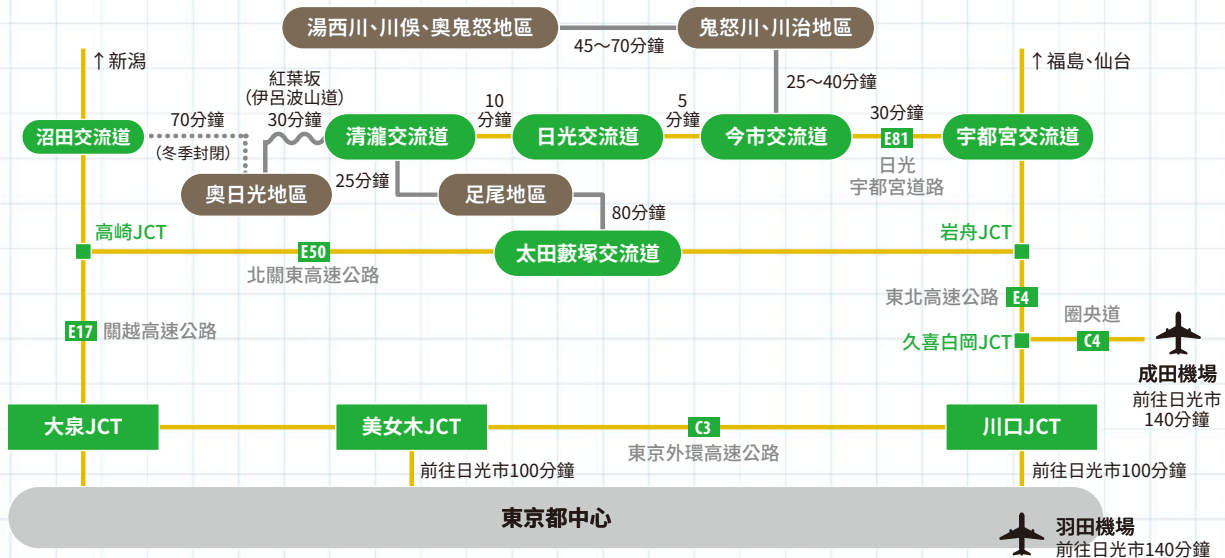 湯西川、川俣、奧鬼怒地區
45～70分鐘
鬼怒川、川治地區
↑新潟
↑福島、仙台
紅葉坂
（伊呂波山道）
30分鐘
25～40分鐘
70分鐘
（冬季封閉）
10
分鐘
5
分鐘
30分鐘
沼田交流道
清瀧交流道
日光交流道
今市交流道
E81
宇都宮交流道
日光
宇都宮道路
奧日光地區
25分鐘
足尾地區
80分鐘
高崎JCT
E50
北關東高速公路
太田藪塚交流道
岩舟JCT
東北高速公路
E4
E17
關越高速公路
圈央道
C4
久喜白岡JCT
成田機場
前往日光市
140分鐘
大泉JCT
美女木JCT
C3
東京外環高速公路
川口JCT
前往日光市100分鐘
前往日光市100分鐘
東京都中心
羽田機場
前往日光市140分鐘